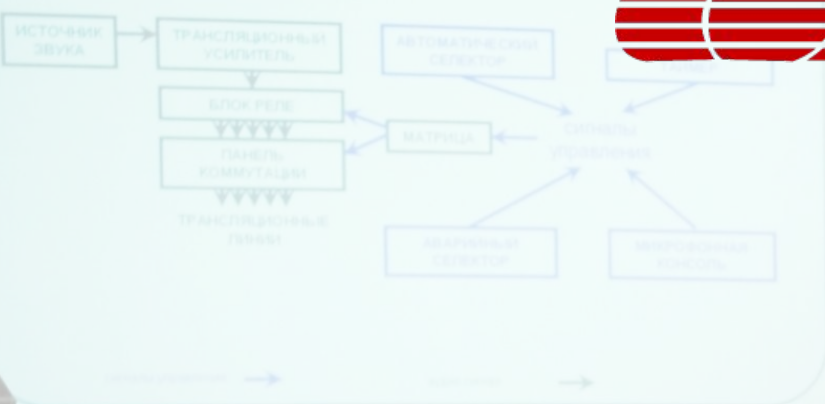 ИСТОЧНИК
ЗВУКА
ТРАНСЛЯЦИОННЫЙ
УСИЛИТЕЛЬ
АВТОМАТИЧЕСКИЙ
СЕЛЕКТОР
БЛОК РЕЛЕ
МАТРИЦА
СИГНАЛЫ
УПРАВЛЕНИЯ
ПАНЕЛЬ
КОММУТАЦИИ
ТРАНСЛЯЦИОННЫЕ
ЛИНИИ
АВАРИЙНЫЙ
СЕЛЕКТОР
МИКРОФОННАЯ
КОНСОЛЬ